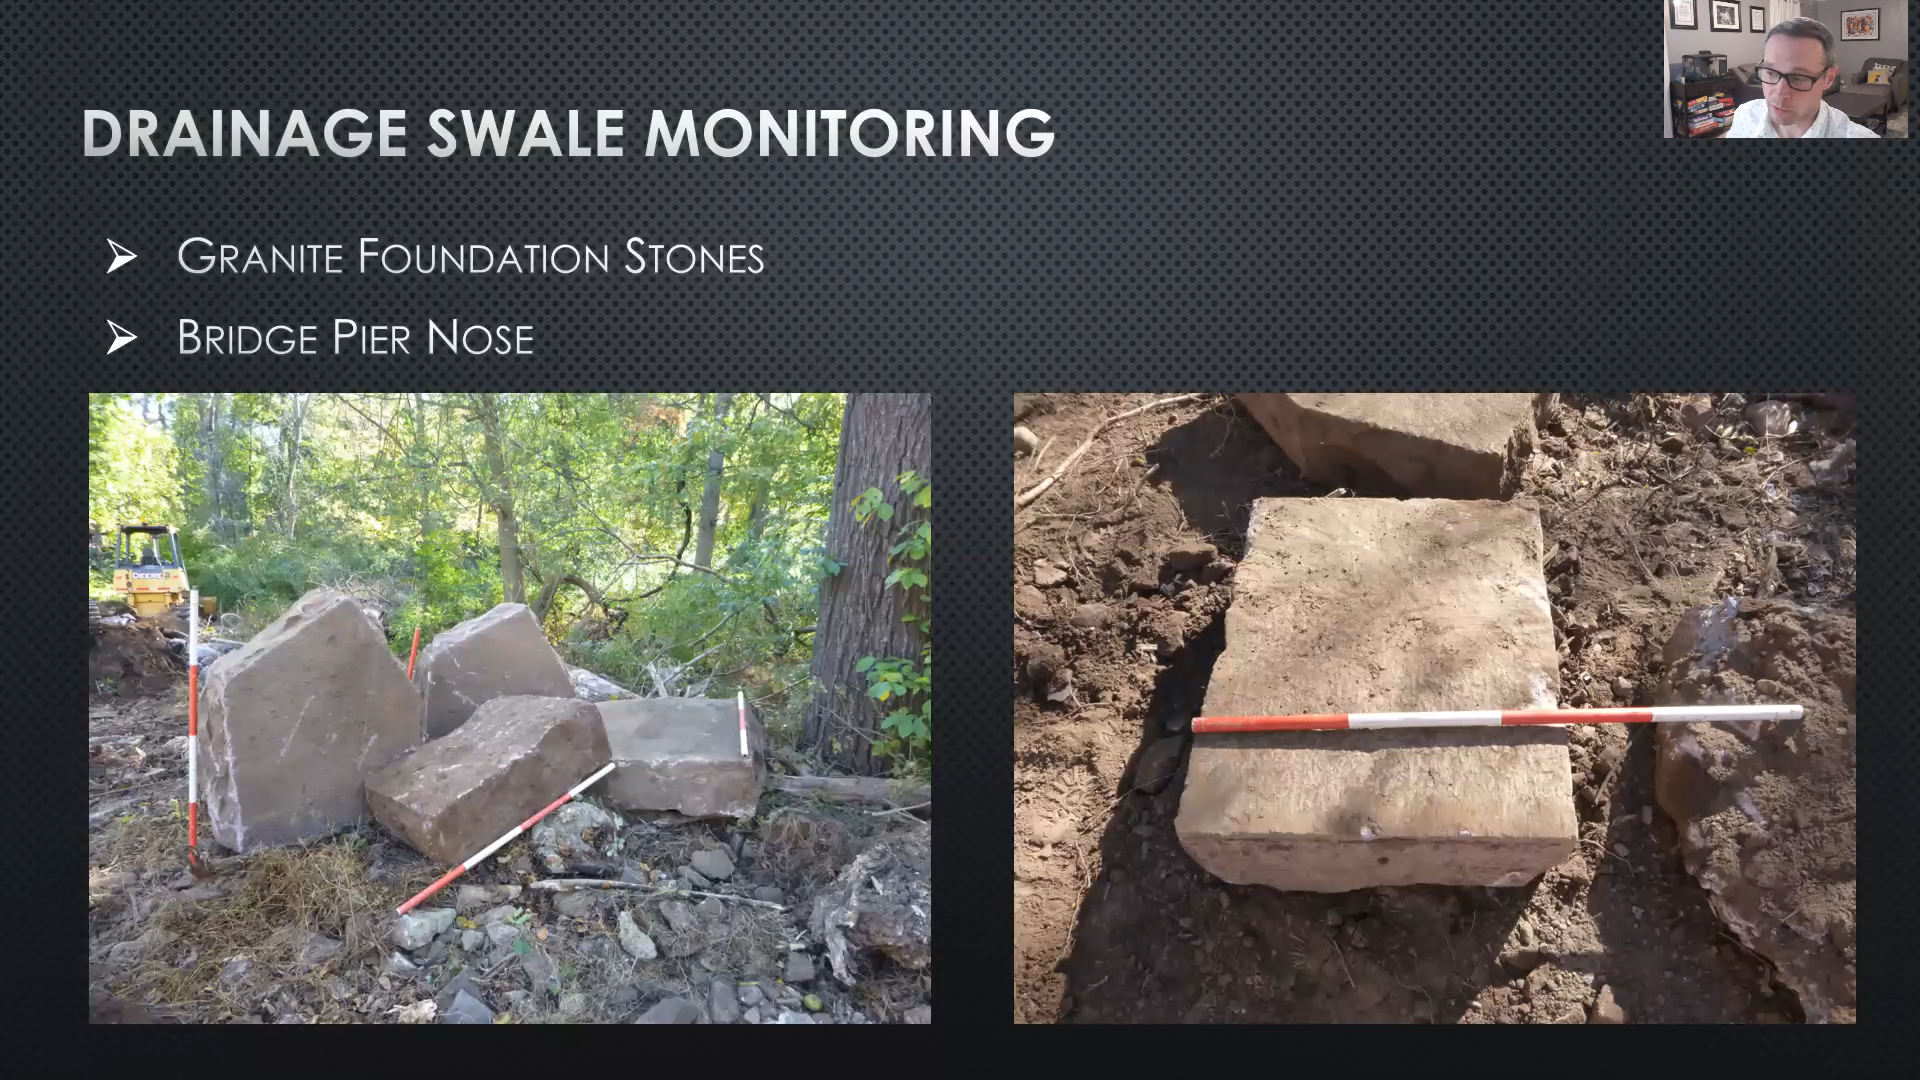 DRAINAGE SWALE MONITORING
GRANITE FOUNDATION STONES
BRIDGE PIER NOSE
DEERE